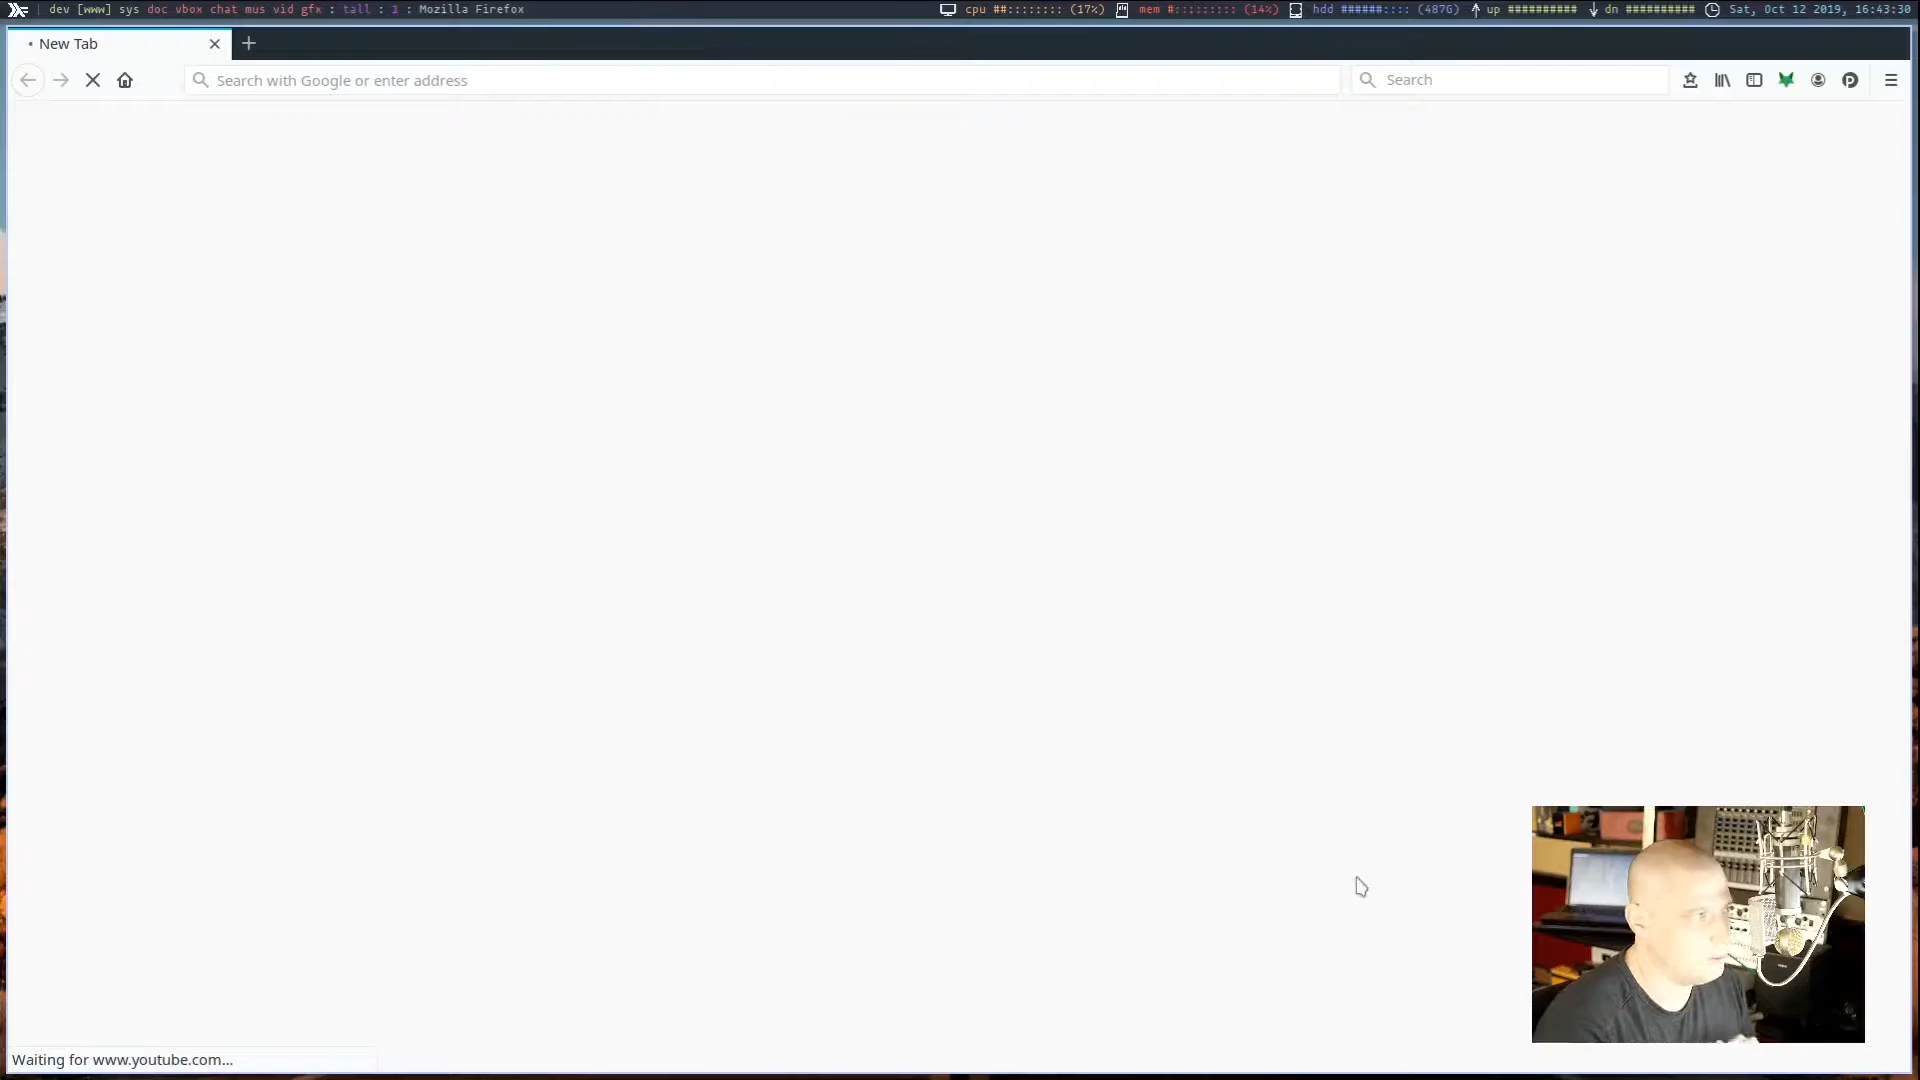 dev [www] sys doc vbox chat mus vid gfx : tall : 1 : Mozilla Firefox
cpu ##:::::::: (17%) mem #::::::::: (14%) hdd ######:::: (487G) up ########## dn ########## Sat, Oct 12 2019, 16:43:30
New Tab
Search with Google or enter address
Search
Waiting for www.youtube.com...